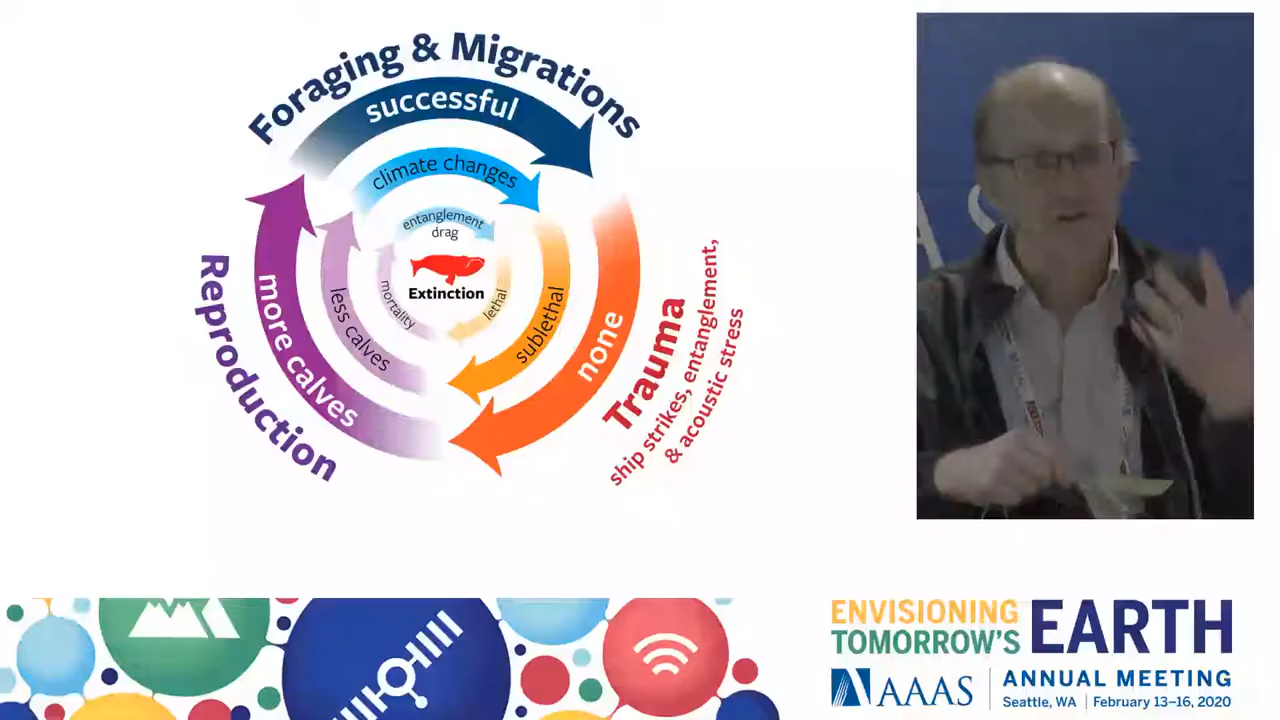 Foraging & Migrations
successful
climate changes
entanglement
drag
Extinction
mortality
lethal
less calves
sublethal
more calves
none
Reproduction
Trauma
ship strikes, entanglement,
& acoustic stress
AS
ENVISIONING
TOMORROW'S
EARTH
AAAS
ANNUAL MEETING
Seattle, WA | February 13–16, 2020